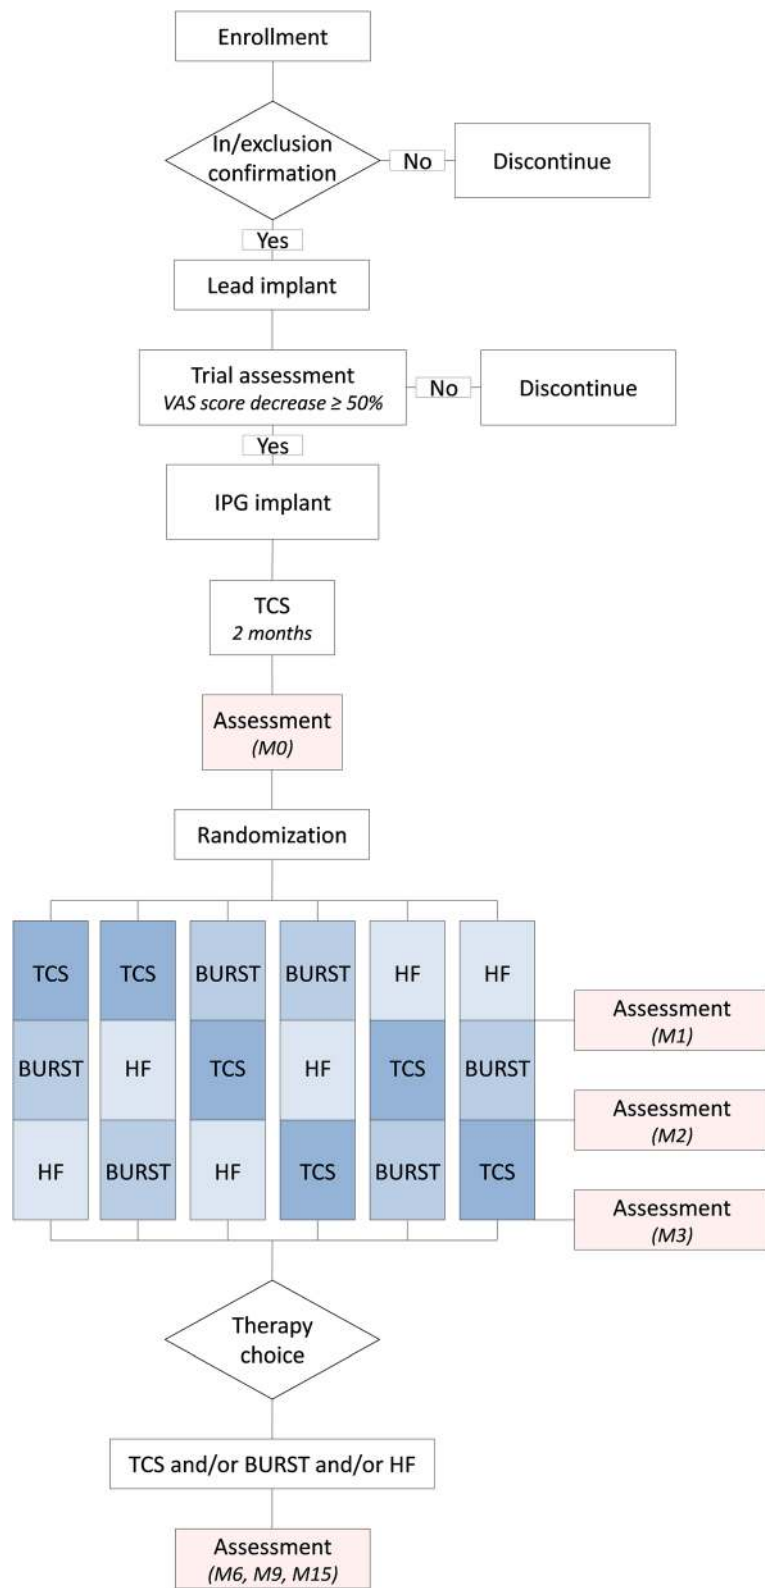 Enrollment
In/exclusion
confirmation
No
Discontinue
Yes
Lead implant
Trial assessment
VAS score decrease ≥ 50%
No
Discontinue
Yes
IPG implant
TCS
2 months
Assessment
(M0)
Randomization
TCS TCS BURST BURST HF HF
Assessment
(M1)
BURST HF TCS HF TCS BURST
Assessment
(M2)
HF BURST HF TCS BURST TCS
Assessment
(M3)
Therapy
choice
TCS and/or BURST and/or HF
Assessment
(M6, M9, M15)